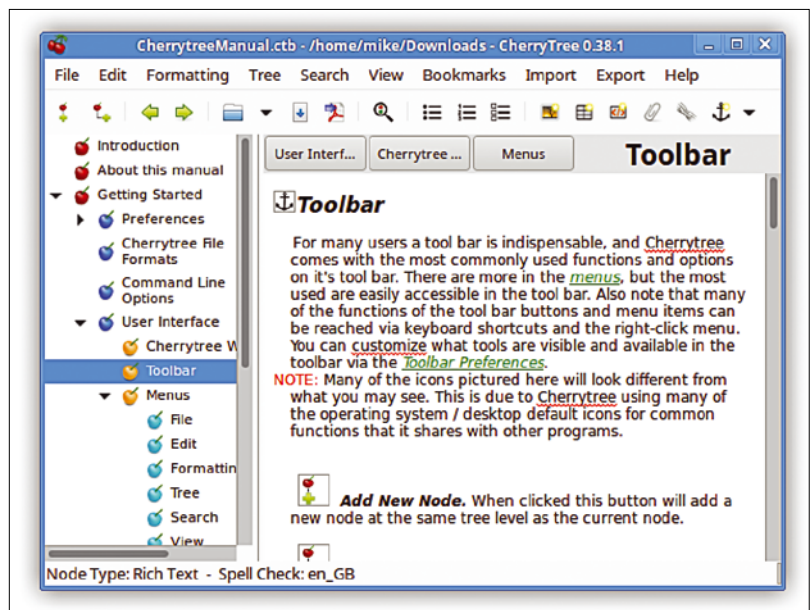 CherrytreeManual.ctb - /home/mike/Downloads - CherryTree 0.38.1
File Edit Formatting Tree Search View Bookmarks Import Export Help
Introduction
About this manual
Getting Started
Preferences
Cherrytree File
Formats
Command Line
Options
User Interface
Cherrytree W
Toolbar
Menus
File
Edit
Formattin
Tree
Search
View
User Interf... Cherrytree ... Menus Toolbar
Toolbar
For many users a tool bar is indispensable, and Cherrytree
comes with the most commonly used functions and options
on it's tool bar. There are more in the menus, but the most
used are easily accessible in the tool bar. Also note that many
of the functions of the tool bar buttons and menu items can
be reached via keyboard shortcuts and the right-click menu.
You can customize what tools are visible and available in the
toolbar via the Toolbar Preferences.
NOTE: Many of the icons pictured here will look different from
what you may see. This is due to Cherrytree using many of
the operating system / desktop default icons for common
functions that it shares with other programs.
Add New Node. When clicked this button will add a
new node at the same tree level as the current node.
Node Type: Rich Text - Spell Check: en_GB